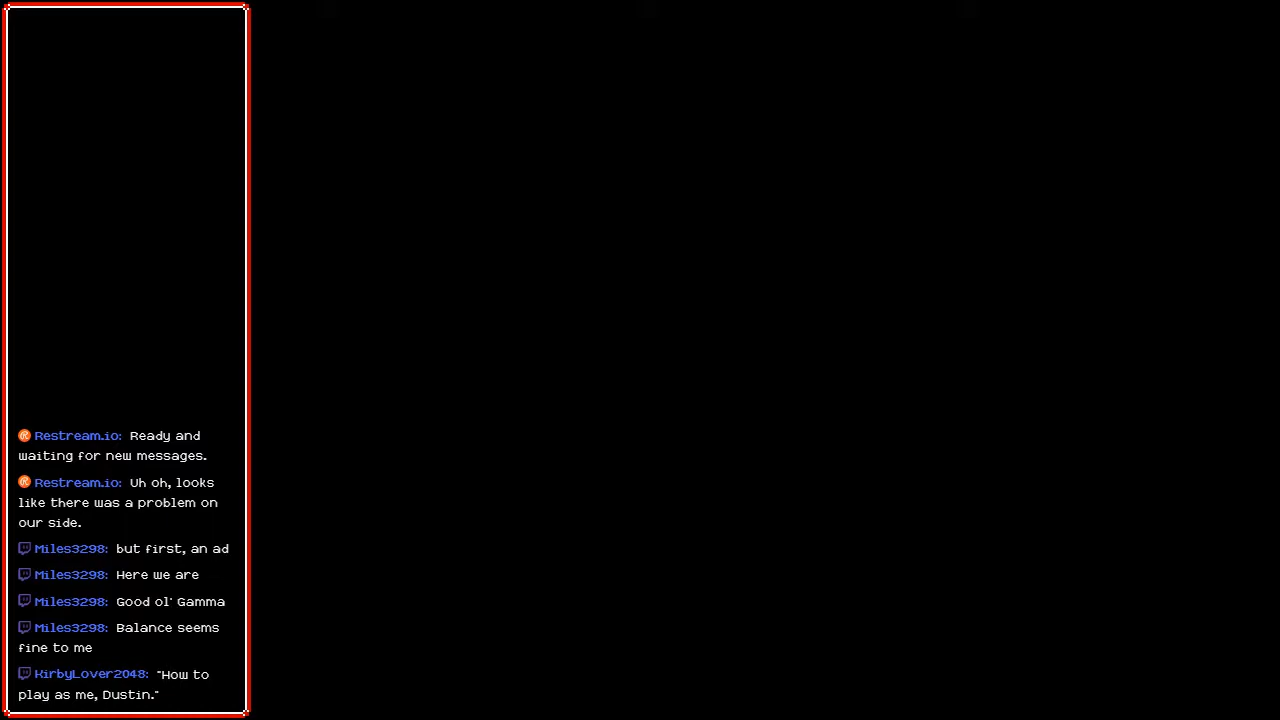 Restream.io: Ready and
waiting for new messages.
Restream.io: Uh oh, looks
like there was a problem on
our side.
Miles3298: but first, an ad
Miles3298: Here we are
Miles3298: Good ol' Gamma
Miles3298: Balance seems
fine to me
KirbyLover2048: "How to
play as me, Dustin."